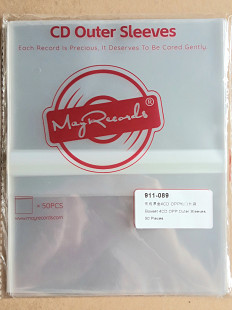 CD Outer Sleeves
Each Record Is Precious, It Deserves To Be Cared Gently
MagRecords®
× 50PCS
911-089
CD OPP Outer Sleeves
50 Pieces